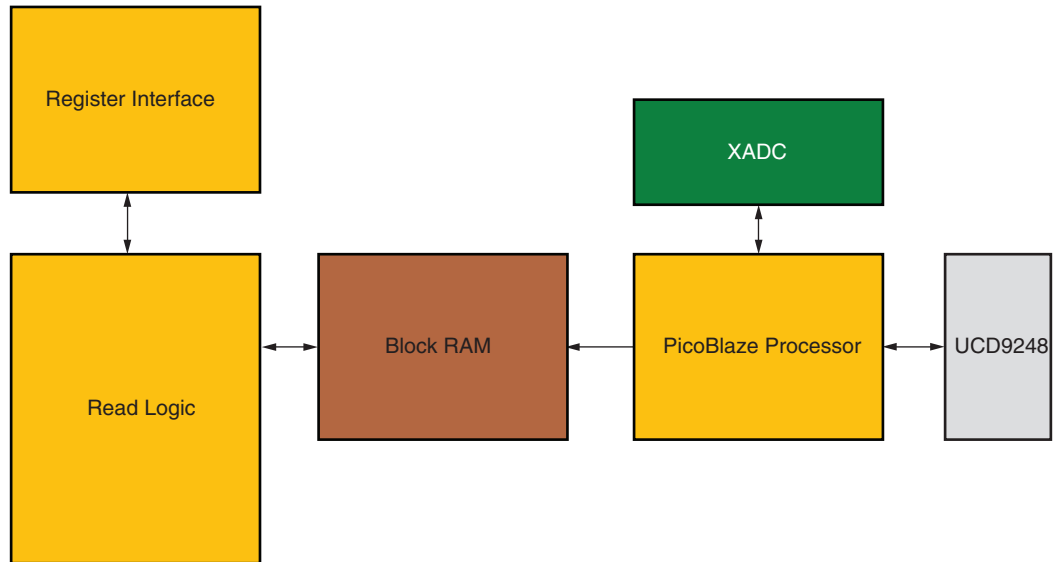 Register Interface
XADC
Read Logic
Block RAM
PicoBlaze Processor
UCD9248